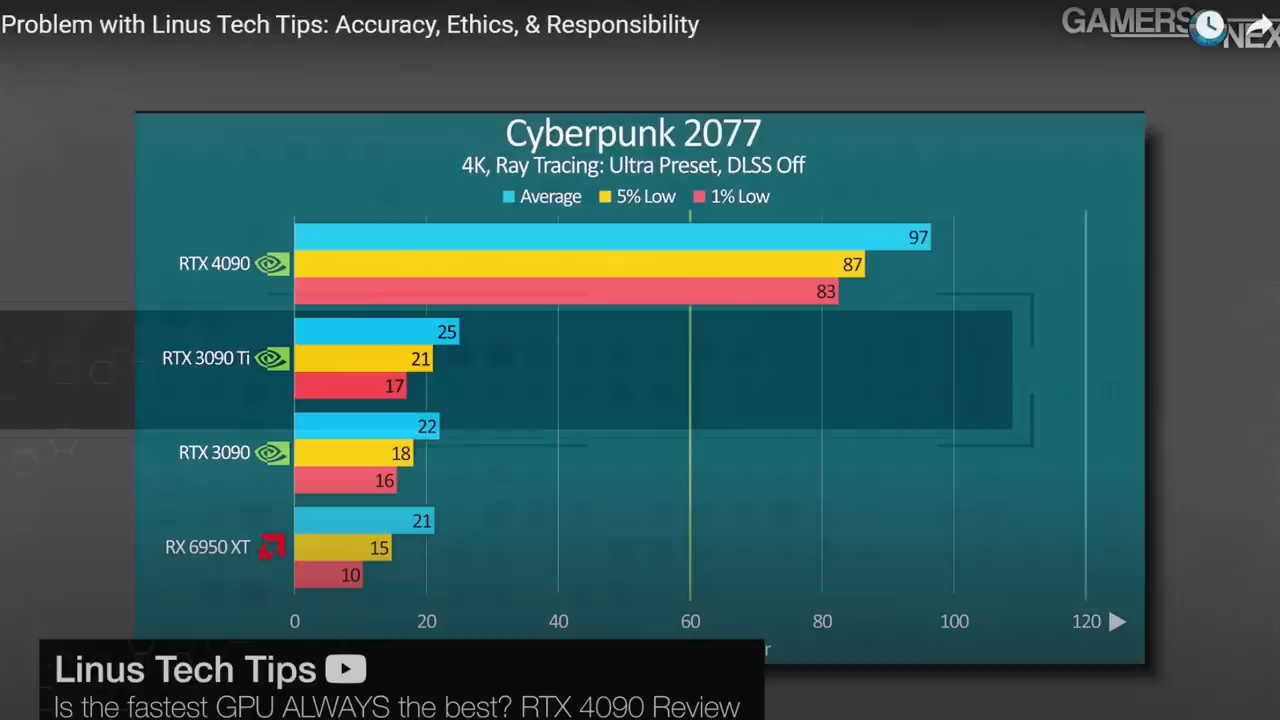 Problem with Linus Tech Tips: Accuracy, Ethics, & Responsibility
GAMERS
NEX
Cyberpunk 2077
4K, Ray Tracing: Ultra Preset, DLSS Off
Average 5% Low 1% Low
RTX 4090
97
87
83
RTX 3090 Ti
25
21
17
RTX 3090
22
18
16
RX 6950 XT
21
15
10
0 20 40 60 80 100 120
r
Linus Tech Tips
Is the fastest GPU ALWAYS the best? RTX 4090 Review